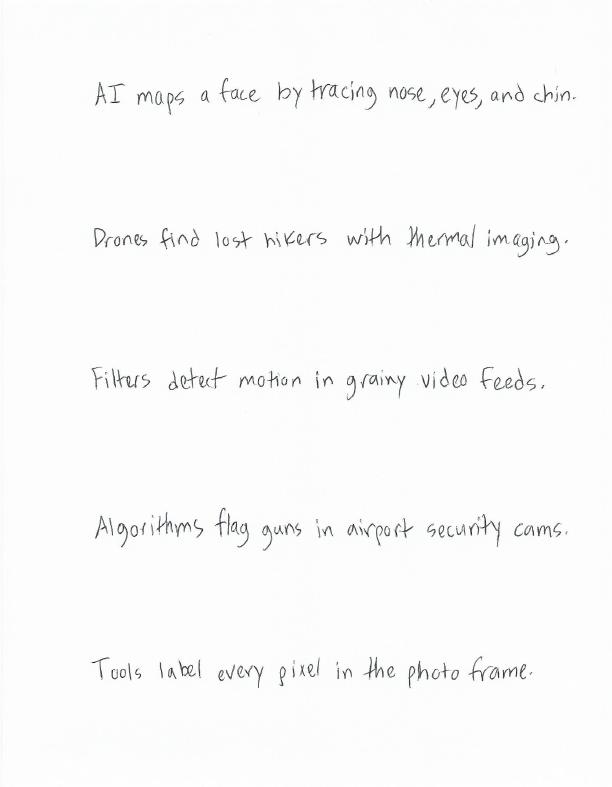 AI maps a face by tracing nose, eyes, and chin.
Drones find lost hikers with thermal imaging.
Filters detect motion in grainy video feeds.
Algorithms flag guns in airport security cams.
Tools label every pixel in the photo frame.